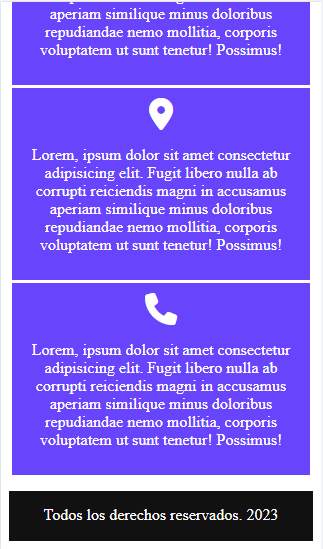 aperiam similique minus doloribus
repudiandae nemo mollitia, corporis
voluptatem ut sunt tenetur! Possimus!
Lorem, ipsum dolor sit amet consectetur
adipisicing elit. Fugit libero nulla ab
corrupti reiciendis magni in accusamus
aperiam similique minus doloribus
repudiandae nemo mollitia, corporis
voluptatem ut sunt tenetur! Possimus!
Lorem, ipsum dolor sit amet consectetur
adipisicing elit. Fugit libero nulla ab
corrupti reiciendis magni in accusamus
aperiam similique minus doloribus
repudiandae nemo mollitia, corporis
voluptatem ut sunt tenetur! Possimus!
Todos los derechos reservados. 2023